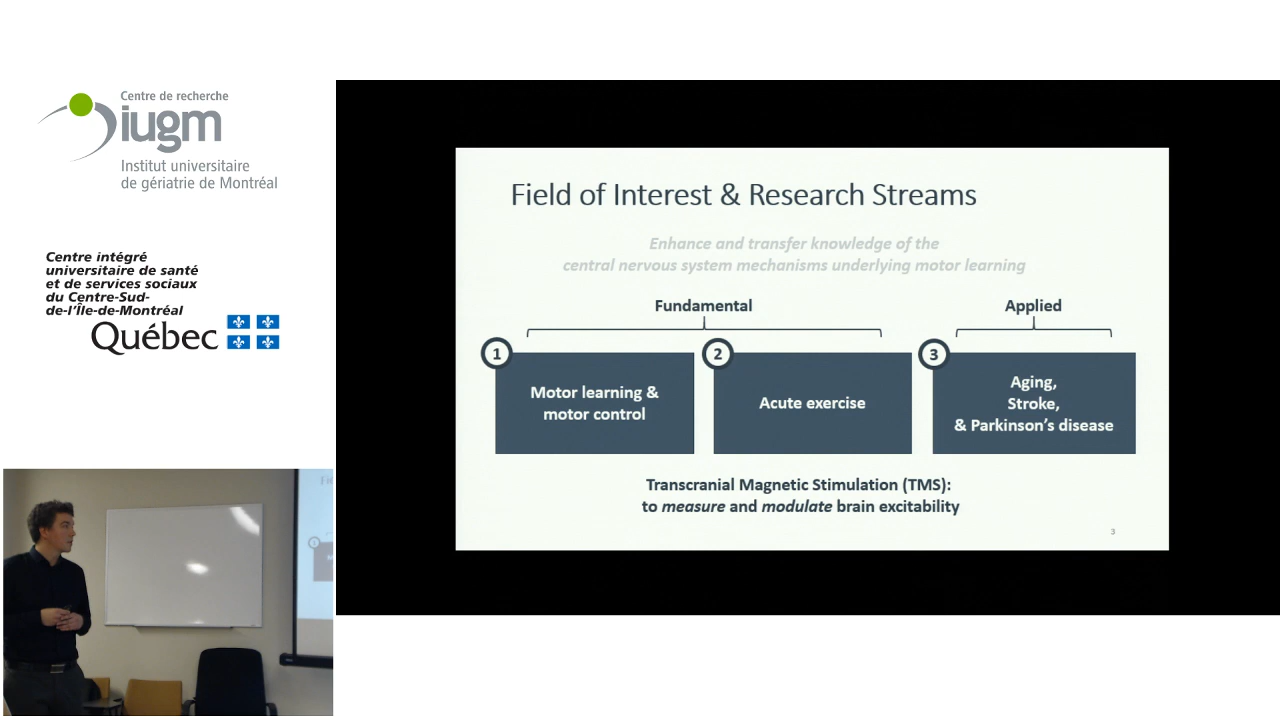 Centre de recherche
iugm
Institut universitaire
de gériatrie de Montréal
Centre intégré
universitaire de santé
et de services sociaux
du Centre-Sud-
de-l'Île-de-Montréal
Québec
Field of Interest & Research Streams
Enhance and transfer knowledge of the
central nervous system mechanisms underlying motor learning
Fundamental
Applied
1
Motor learning &
motor control
2
Acute exercise
3
Aging,
Stroke,
& Parkinson's disease
Transcranial Magnetic Stimulation (TMS):
to measure and modulate brain excitability
3